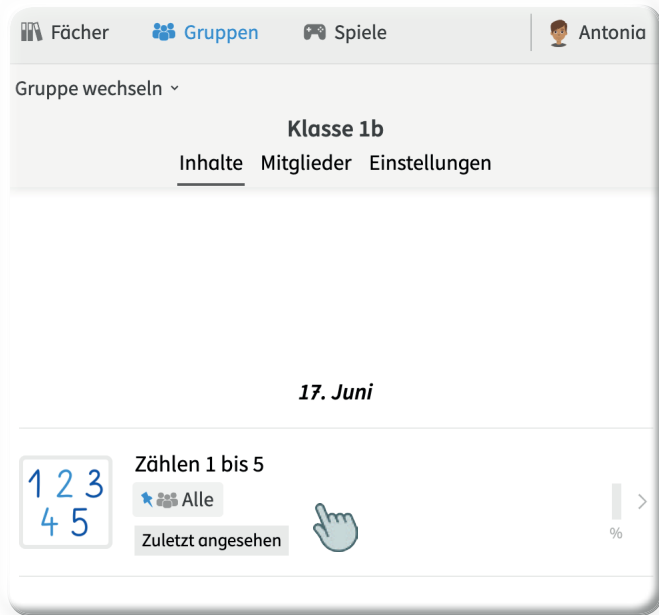 Fächer Gruppen Spiele Antonia
Gruppe wechseln
Klasse 1b
Inhalte Mitglieder Einstellungen
17. Juni
Zählen 1 bis 5
1 2 3
4 5
Alle
Zuletzt angesehen
%